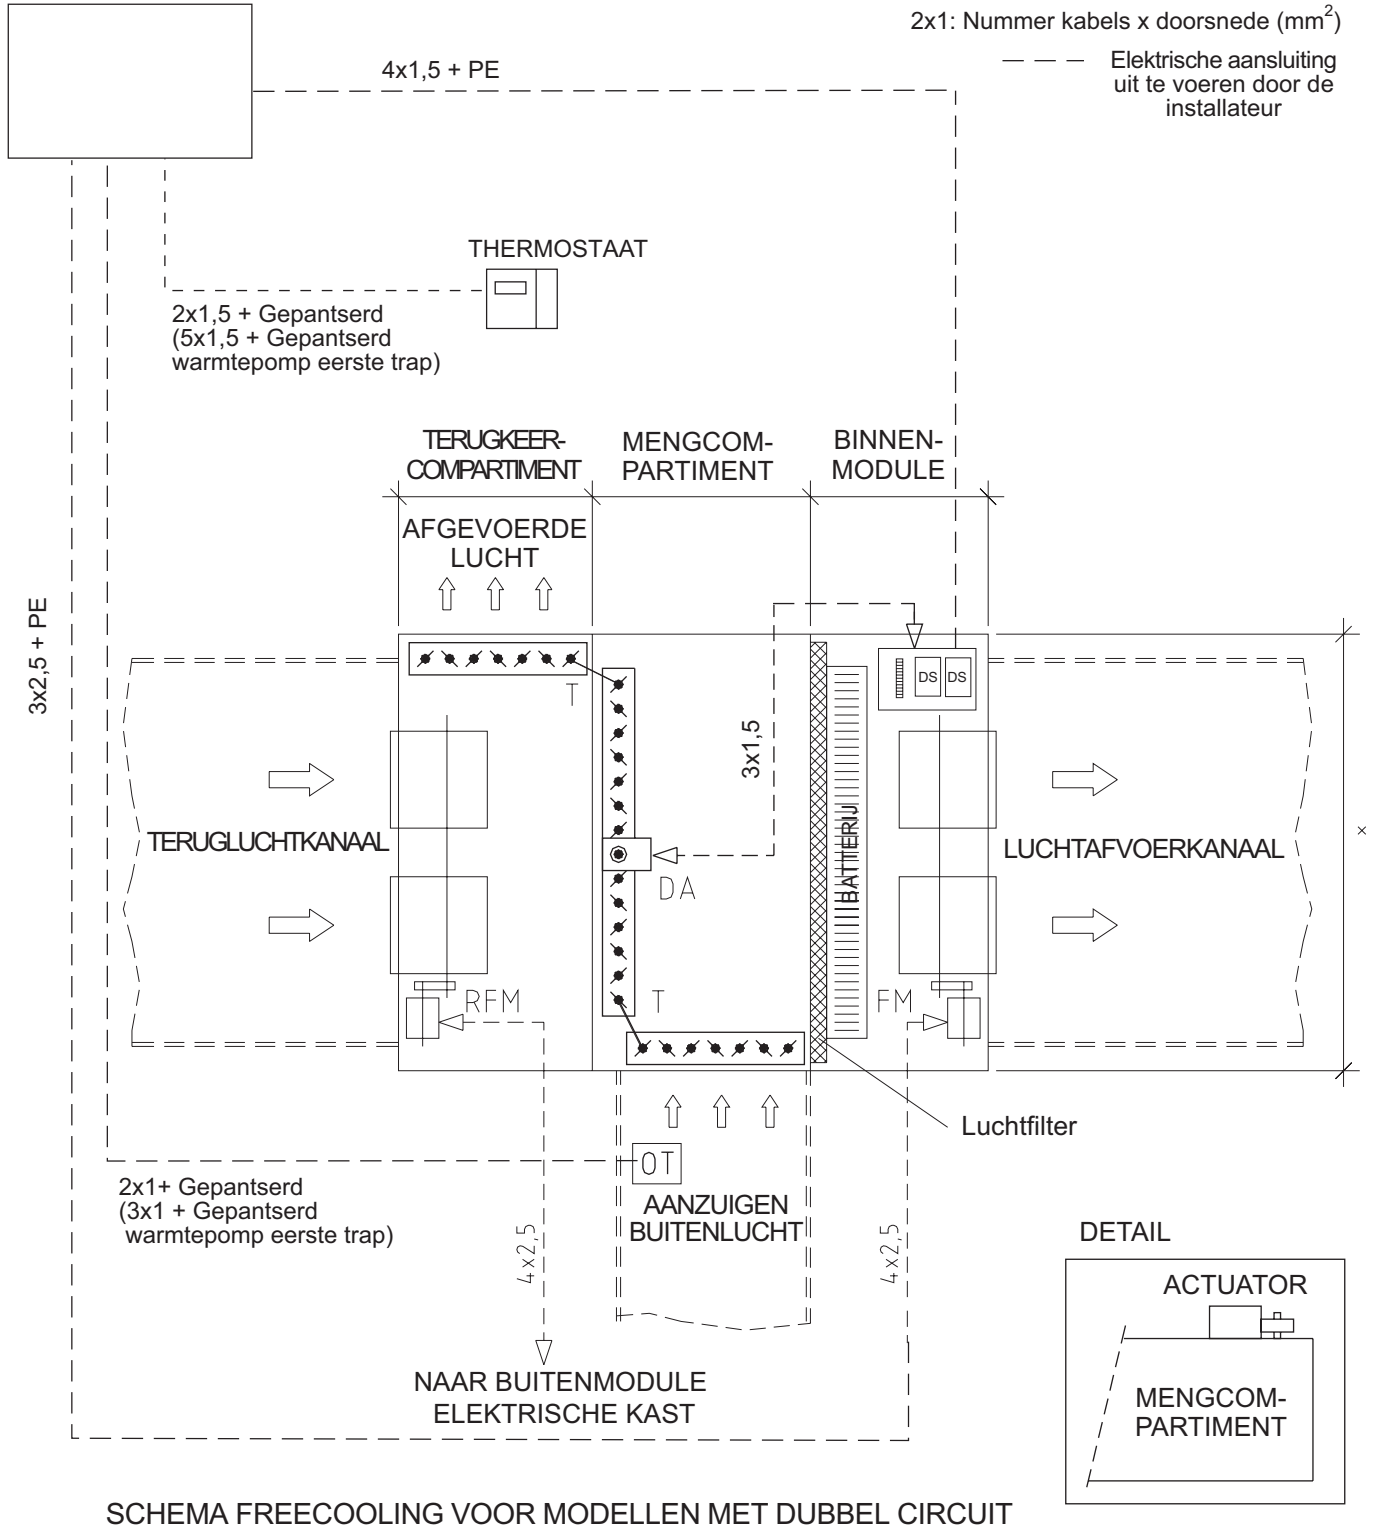 2x1: Nummer kabels x doorsnede (mm²)
Elektrische aansluiting
uit te voeren door de
installateur
4x1,5 + PE
THERMOSTAAT
2x1,5 + Gepantserd
(5x1,5 + Gepantserd
warmtepomp eerste trap)
TERUGKEER-
COMPARTIMENT
MENGCOM-
PARTIMENT
BINNEN-
MODULE
AFGEVOERDE
LUCHT
3x2,5 + PE
T
DS DS
3x1,5
TERUGLUCHTKANAAL
BATTERIJ
LUCHTAFVOERKANAAL
x
DA
RFM
T
FM
Luchtfilter
OT
2x1+ Gepantserd
(3x1 + Gepantserd
warmtepomp eerste trap)
AANZUIGEN
BUITENLUCHT
4x2,5
4x2,5
DETAIL
ACTUATOR
MENGCOM-
PARTIMENT
NAAR BUITENMODULE
ELEKTRISCHE KAST
SCHEMA FREECOOLING VOOR MODELLEN MET DUBBEL CIRCUIT